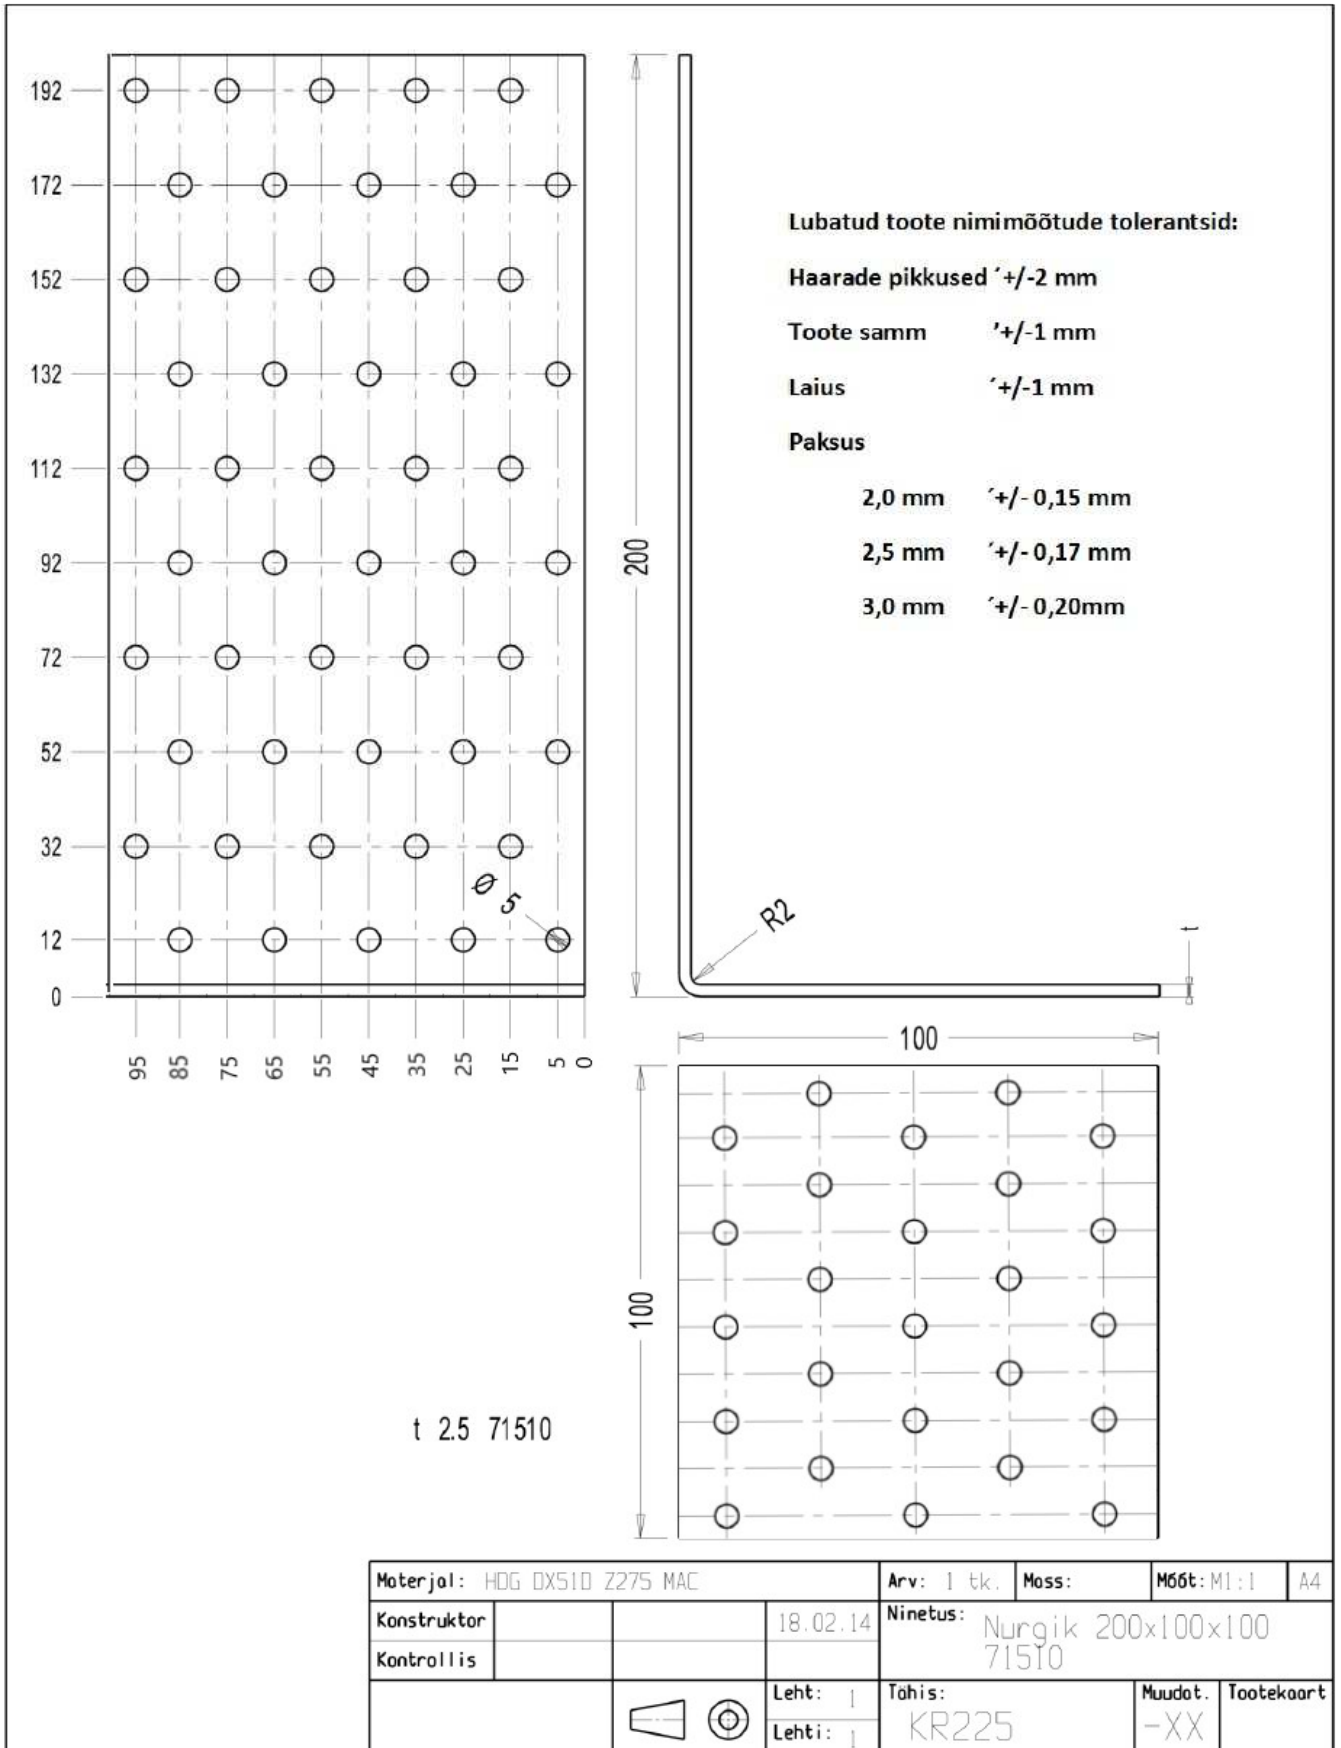 192
172
152
132
112
92
72
52
32
12
0
Ø 5
95
85
75
65
55
45
35
25
15
5
0
200
R2
t
100
100
Lubatud toote nimimõõtude tolerantsid:
Haarade pikkused ´+/-2 mm
Toote samm '+/-1 mm
Laius ´+/-1 mm
Paksus
2,0 mm ´+/- 0,15 mm
2,5 mm ´+/- 0,17 mm
3,0 mm ´+/- 0,20mm
t 2.5 71510
Materjal: HDG DX51D Z275 MAC
Arv: 1 tk.
Mass:
Mõõt: M1:1
A4
Konstruktor
18.02.14
Ninetus: Nurgik 200x100x100
71510
Kontrollis
Leht: 1
Lehti: 1
Tähis:
KR225
Muudat.
-XX
Tootekaart